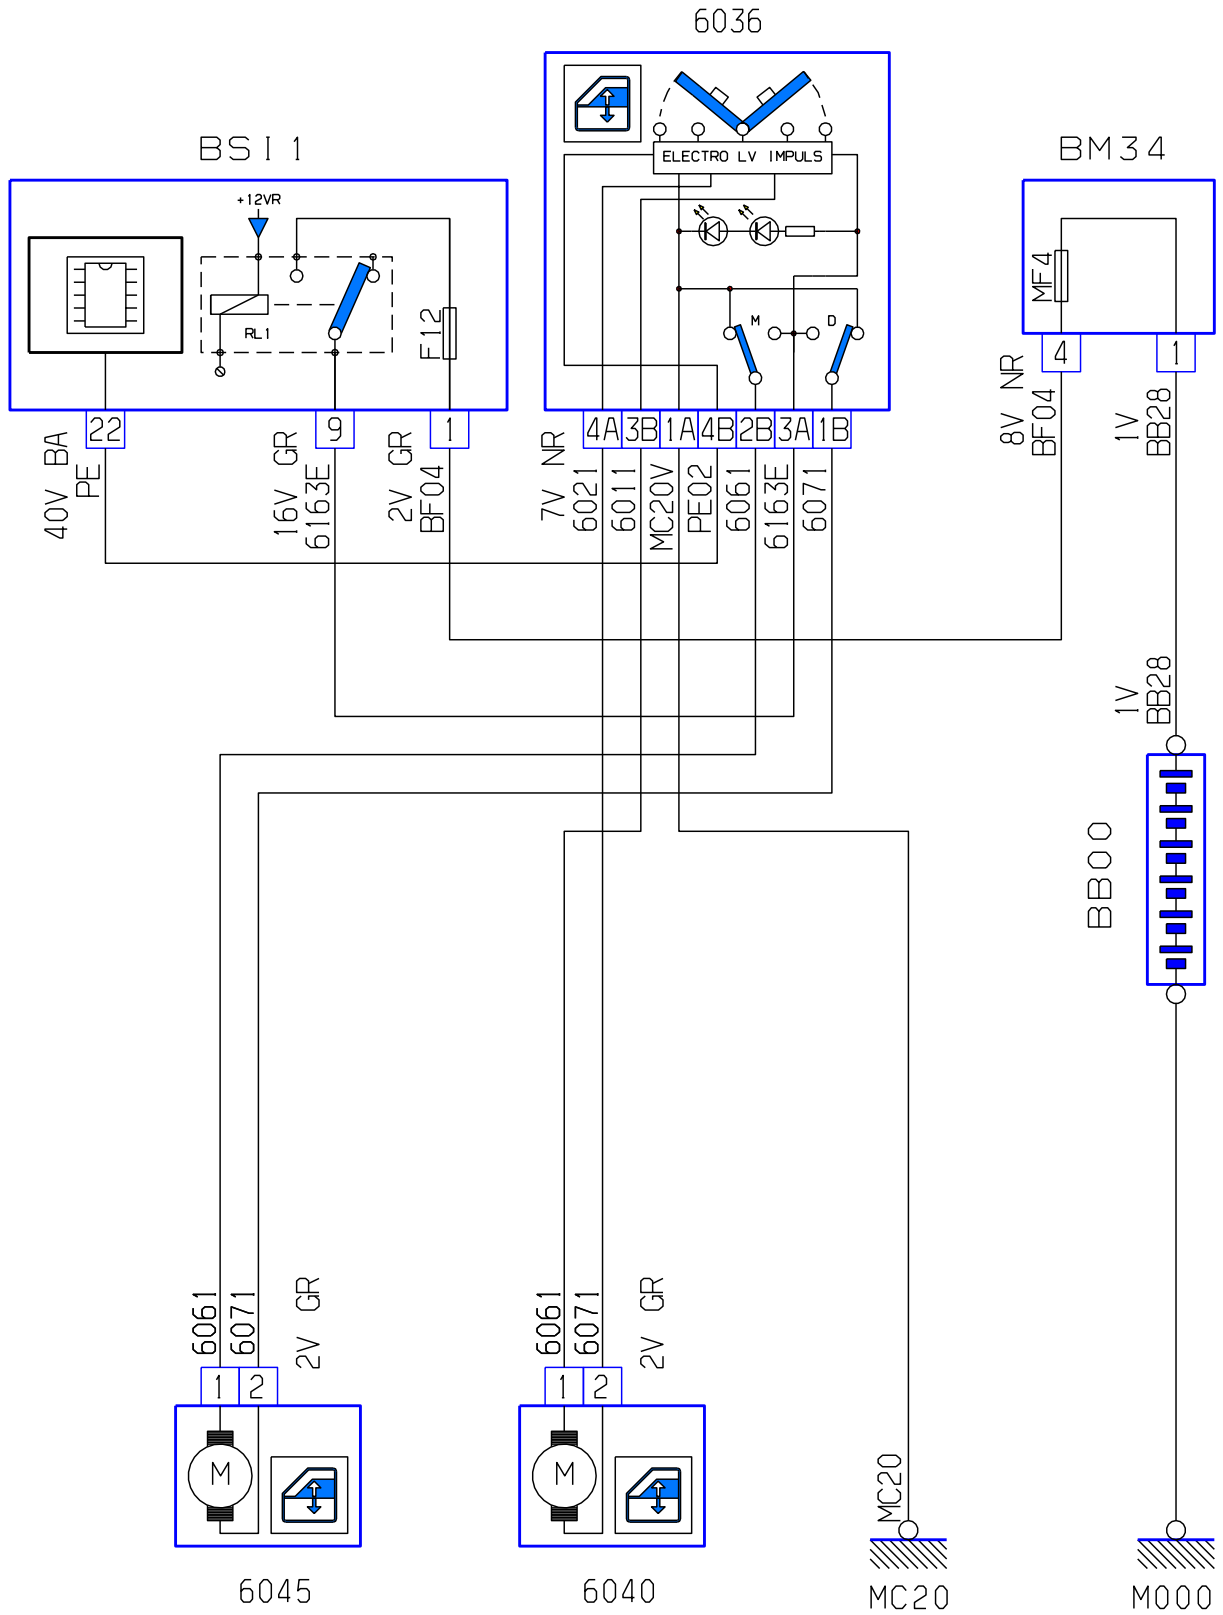 6036
BSI 1
BM34
ELECTRO LV IMPULS
+12VR
RL1
F12
M
D
MF4
22
9
1
4A
3B
1A
4B
2B
3A
1B
4
1
40V BA
PE
16V GR
6163E
2V GR
BF04
7V NR
6021
6011
MC20V
PE02
6061
6163E
6071
8V NR
BF04
1V
BB28
1V
BB28
BB00
6061
6071
2V GR
6061
6071
2V GR
1
2
1
2
M
M
MC20
6045
6040
MC20
M000